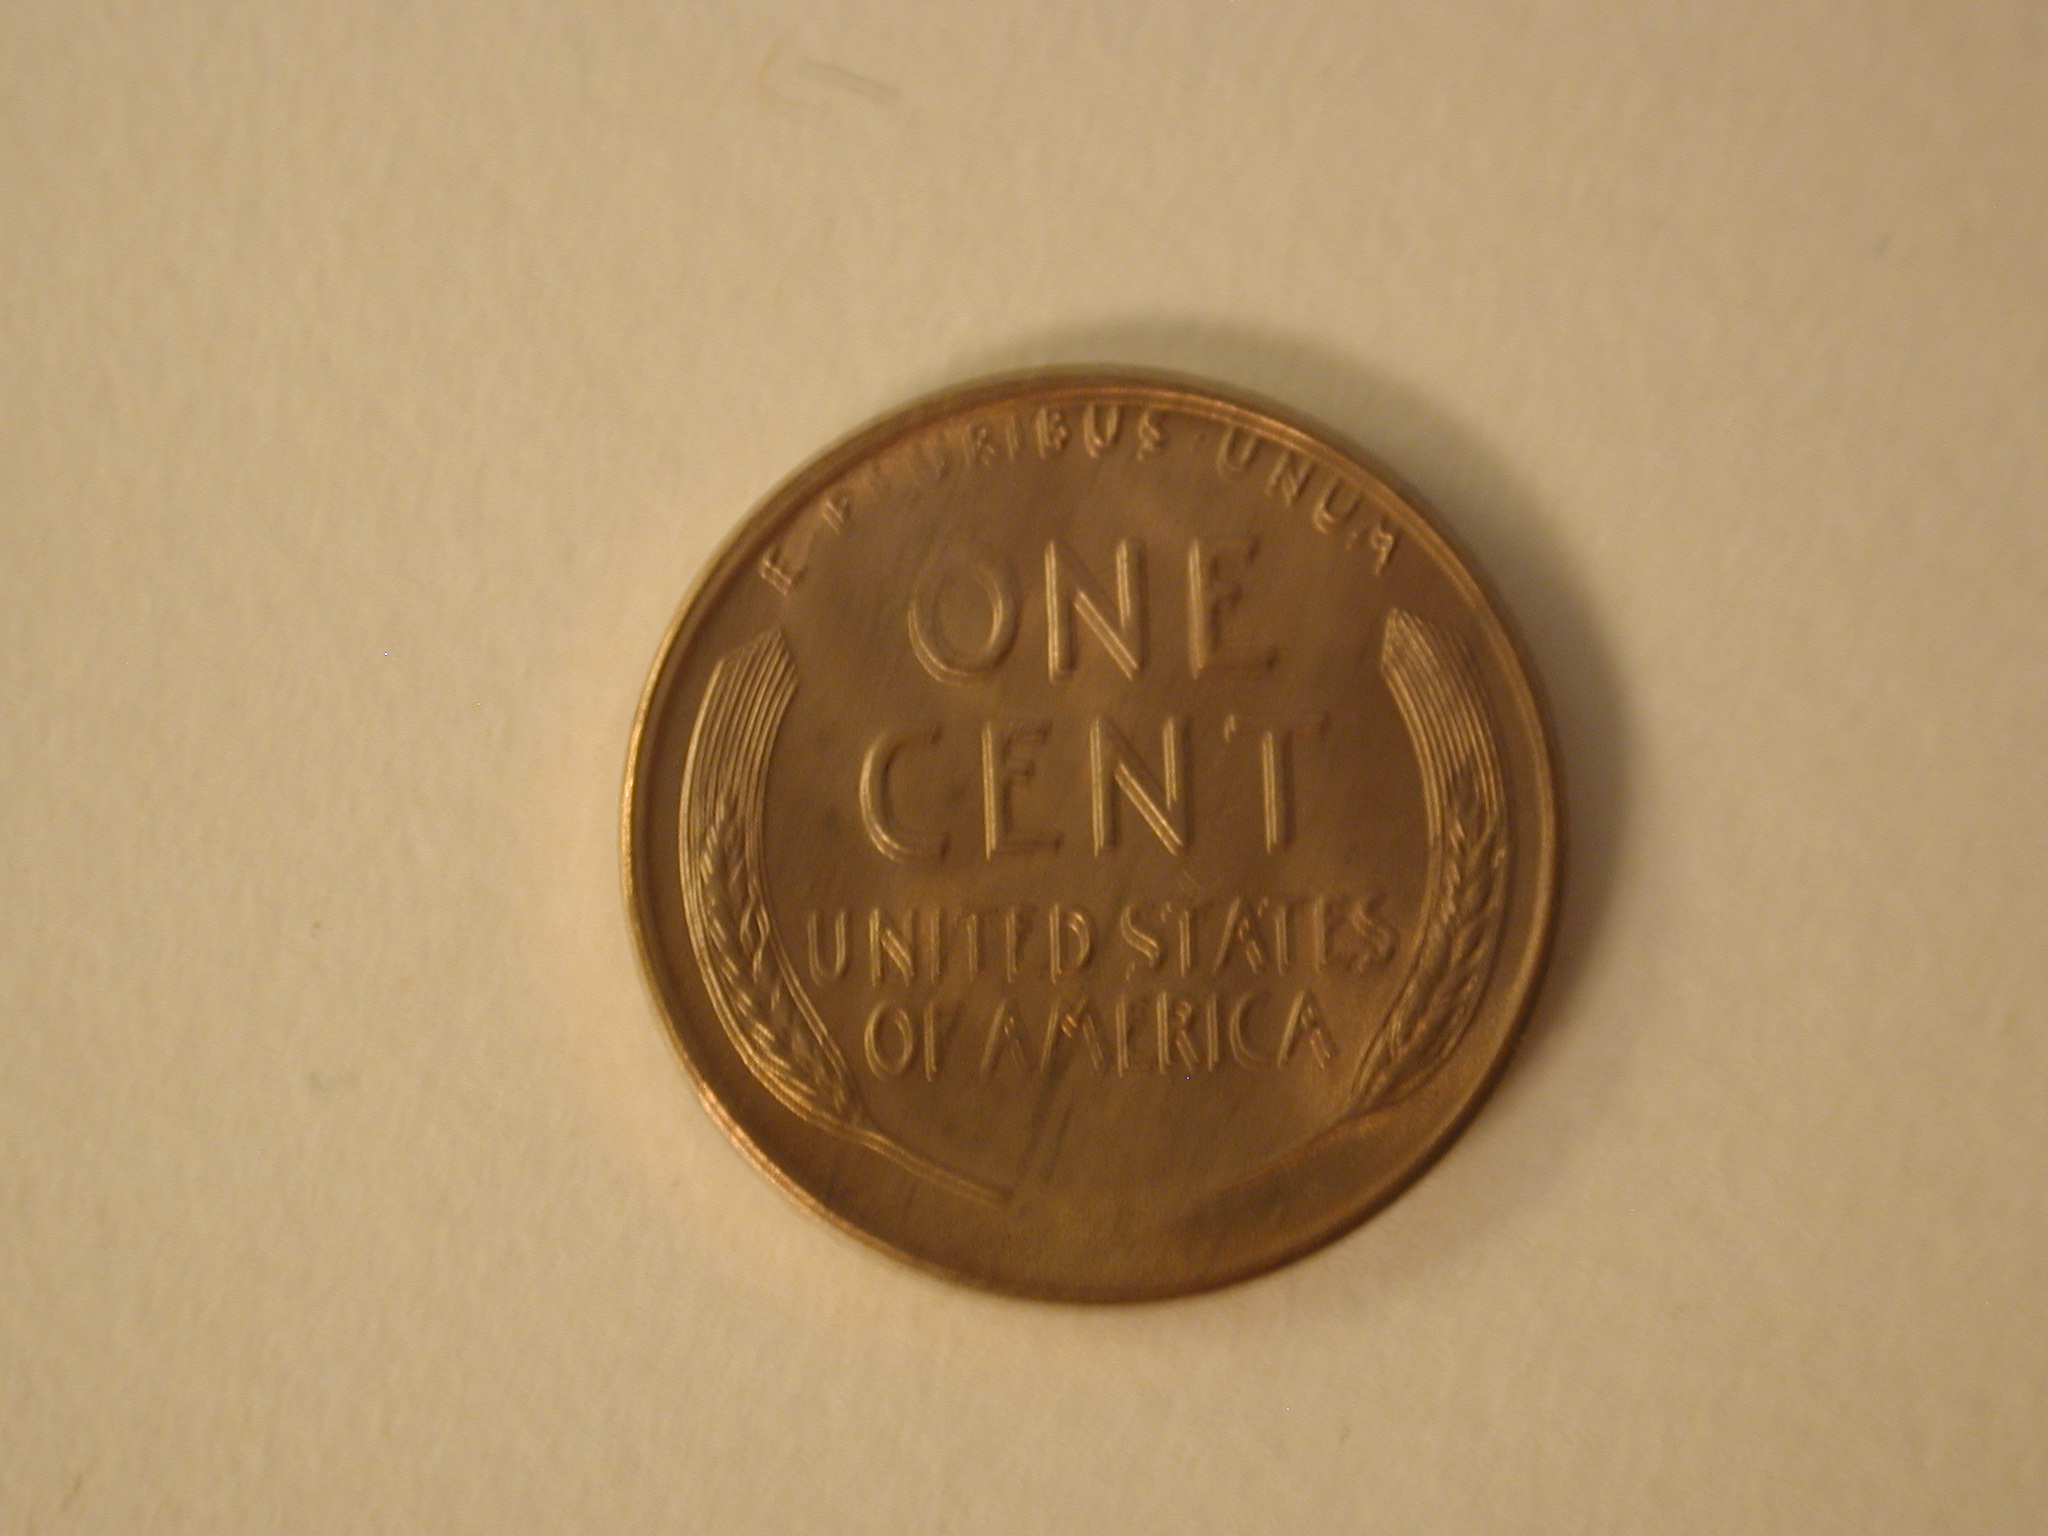 E PLURIBUS · UNUM
ONE
CENT
UNITED STATES
OF AMERICA